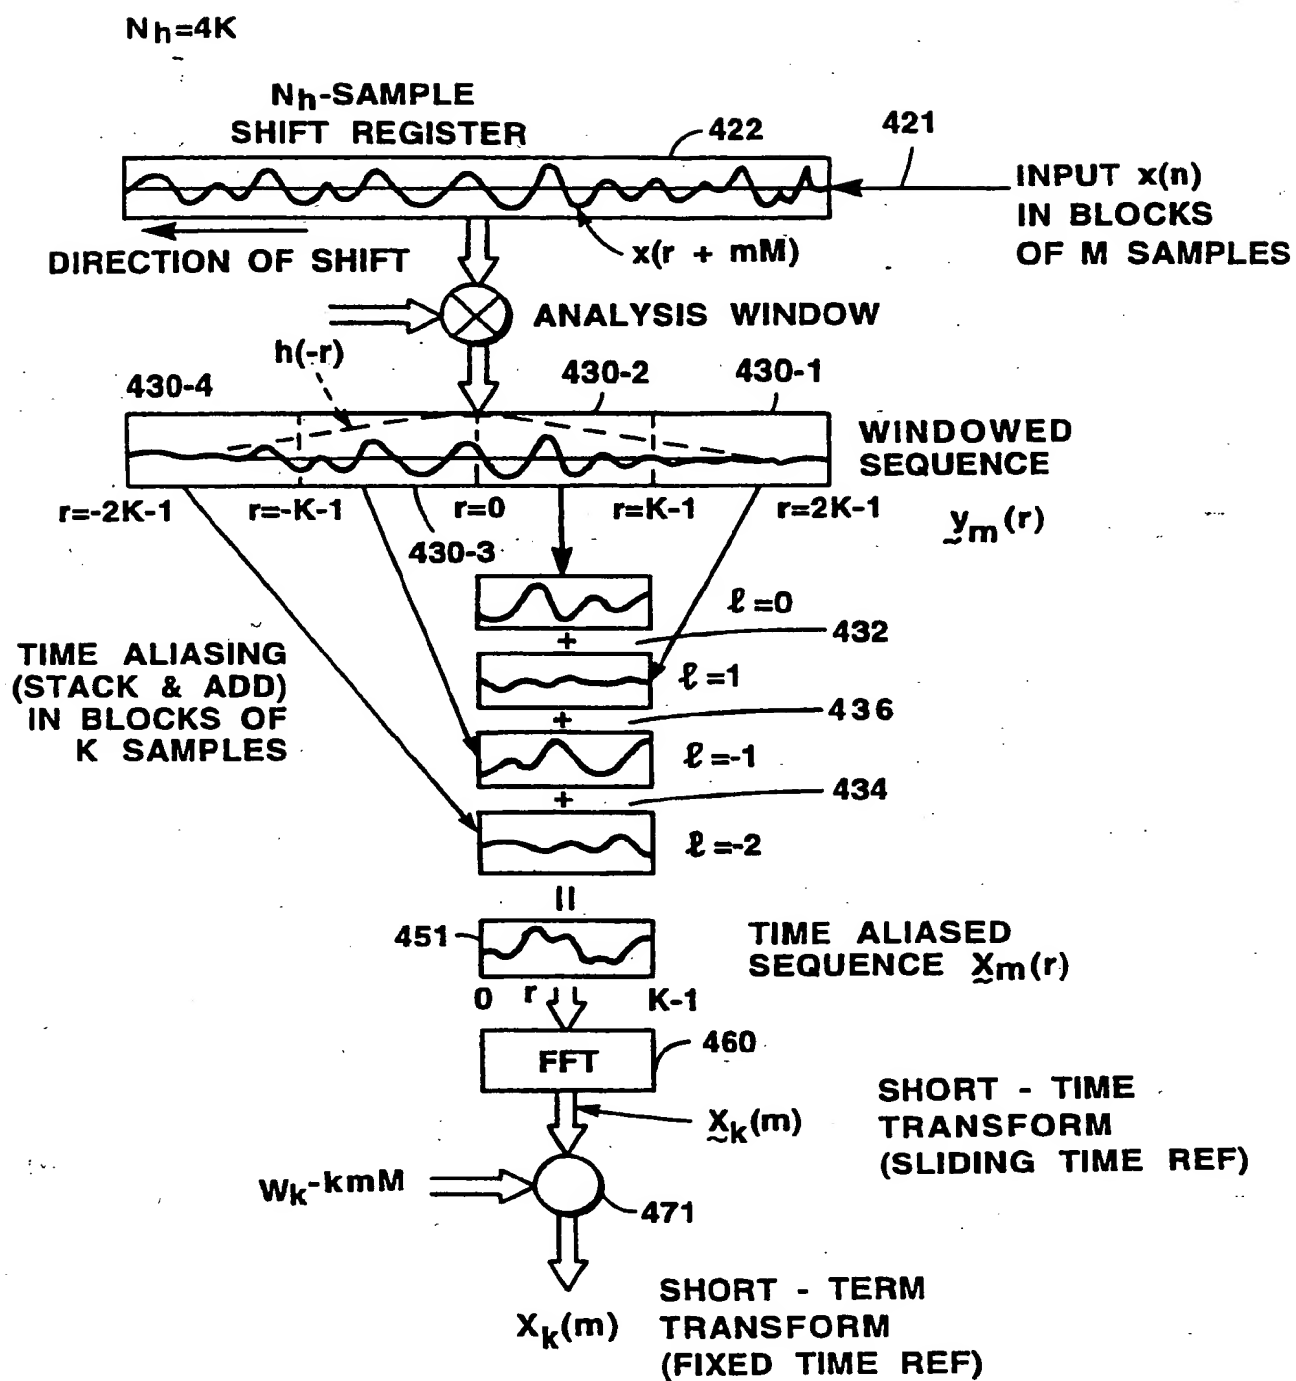 Nh=4K
Nh-SAMPLE
SHIFT REGISTER
422
421
INPUT x(n)
IN BLOCKS
OF M SAMPLES
DIRECTION OF SHIFT
x(r + mM)
ANALYSIS WINDOW
h(-r)
430-4
430-2
430-1
WINDOWED
SEQUENCE
r=-2K-1
r=-K-1
r=0
r=K-1
r=2K-1
ym(r)
430-3
ℓ=0
+
432
TIME ALIASING
(STACK & ADD)
IN BLOCKS OF
K SAMPLES
ℓ=1
+
436
ℓ=-1
+
434
ℓ=-2
=
451
TIME ALIASED
SEQUENCE Xm(r)
0
r
K-1
FFT
460
SHORT - TIME
TRANSFORM
(SLIDING TIME REF)
Xk(m)
Wk-kmM
471
Xk(m)
SHORT - TERM
TRANSFORM
(FIXED TIME REF)